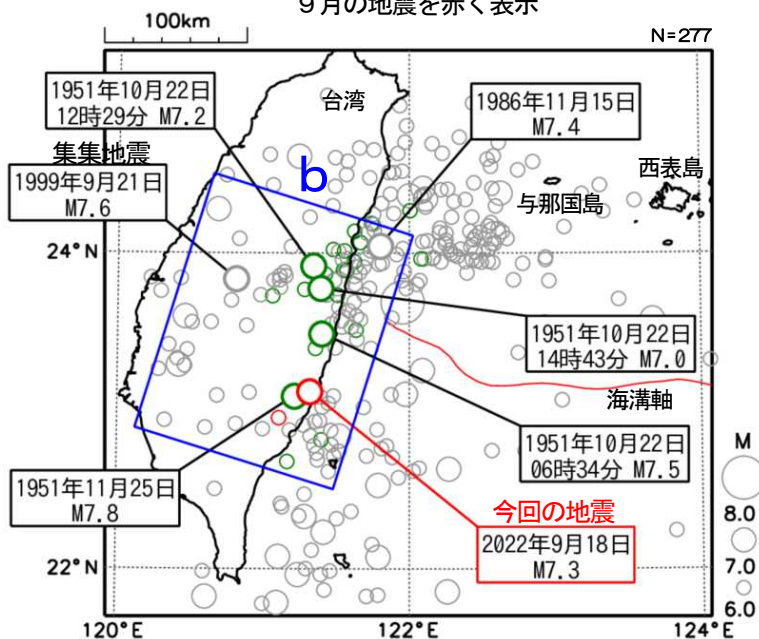 ９月の地震を赤く表示
100km
N=277
1951年10月22日
12時29分 M7.2
台湾
1986年11月15日
M7.4
集集地震
1999年9月21日
M7.6
b
西表島
与那国島
24°N
1951年10月22日
14時43分 M7.0
海溝軸
1951年10月22日
06時34分 M7.5
1951年11月25日
M7.8
今回の地震
2022年9月18日
M7.3
M
8.0
7.0
6.0
22°N
120°E
122°E
124°E